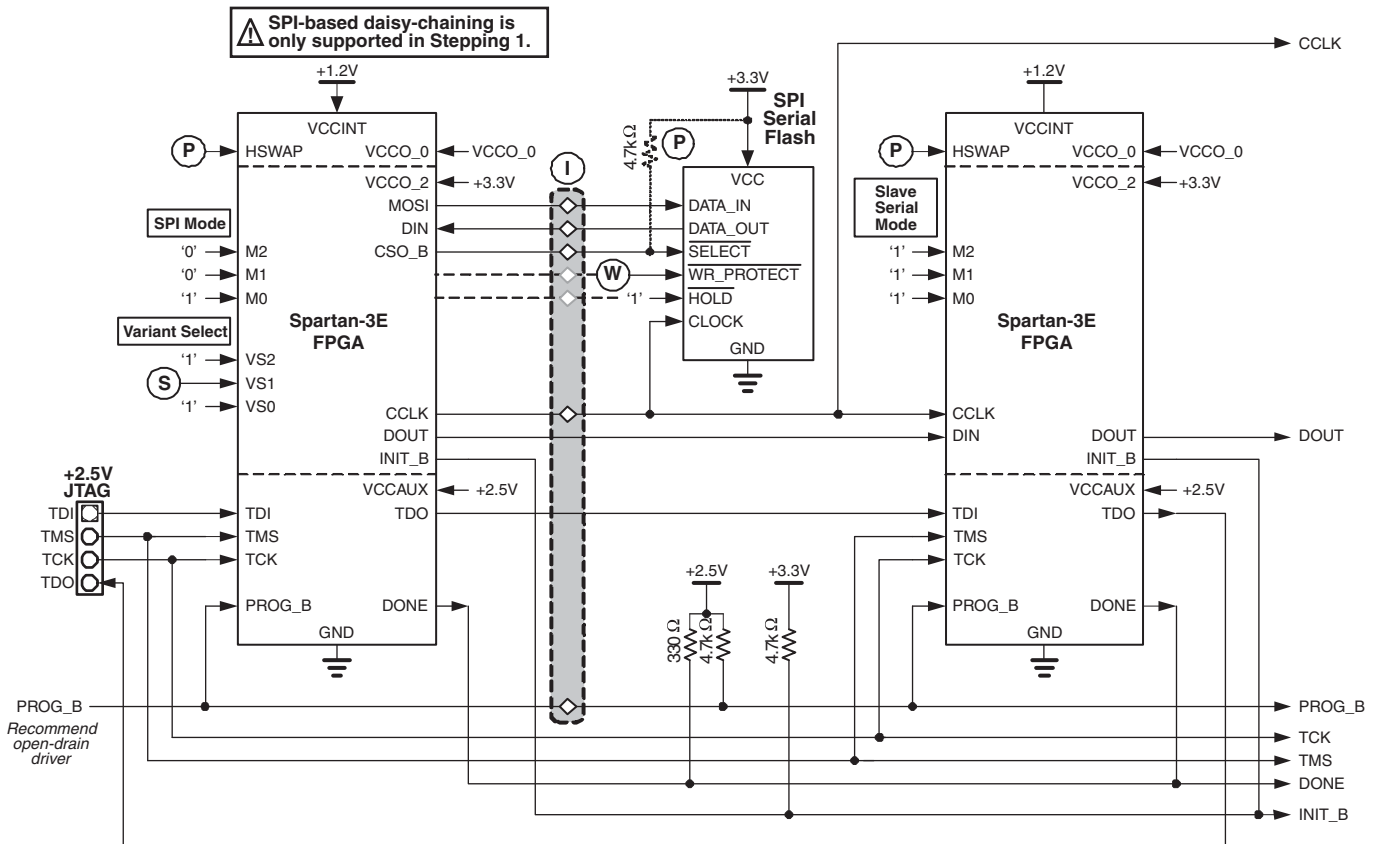 SPI-based daisy-chaining is
only supported in Stepping 1.
CCLK
+1.2V
+3.3V
+1.2V
SPI
Serial
Flash
VCCINT
P
HSWAP
VCCO_0
VCCO_0
VCCO_2
+3.3V
MOSI
DIN
CSO_B
SPI Mode
'0'
M2
'0'
M1
'1'
M0
Spartan-3E
FPGA
Variant Select
'1'
VS2
S
VS1
'1'
VS0
CCLK
DOUT
INIT_B
I
4.7kΩ
P
VCC
DATA_IN
DATA_OUT
SELECT
W
WR_PROTECT
'1'
HOLD
CLOCK
GND
VCCINT
P
HSWAP
VCCO_0
VCCO_0
VCCO_2
+3.3V
Slave
Serial
Mode
'1'
M2
'1'
M1
'1'
M0
Spartan-3E
FPGA
CCLK
DIN
DOUT
DOUT
INIT_B
+2.5V
JTAG
TDI
TMS
TCK
TDO
VCCAUX
+2.5V
TDI
TDO
TMS
TCK
PROG_B
DONE
GND
+2.5V
+3.3V
330 Ω
4.7kΩ
4.7kΩ
VCCAUX
+2.5V
TDI
TDO
TMS
TCK
PROG_B
DONE
GND
PROG_B
Recommend
open-drain
driver
PROG_B
TCK
TMS
DONE
INIT_B